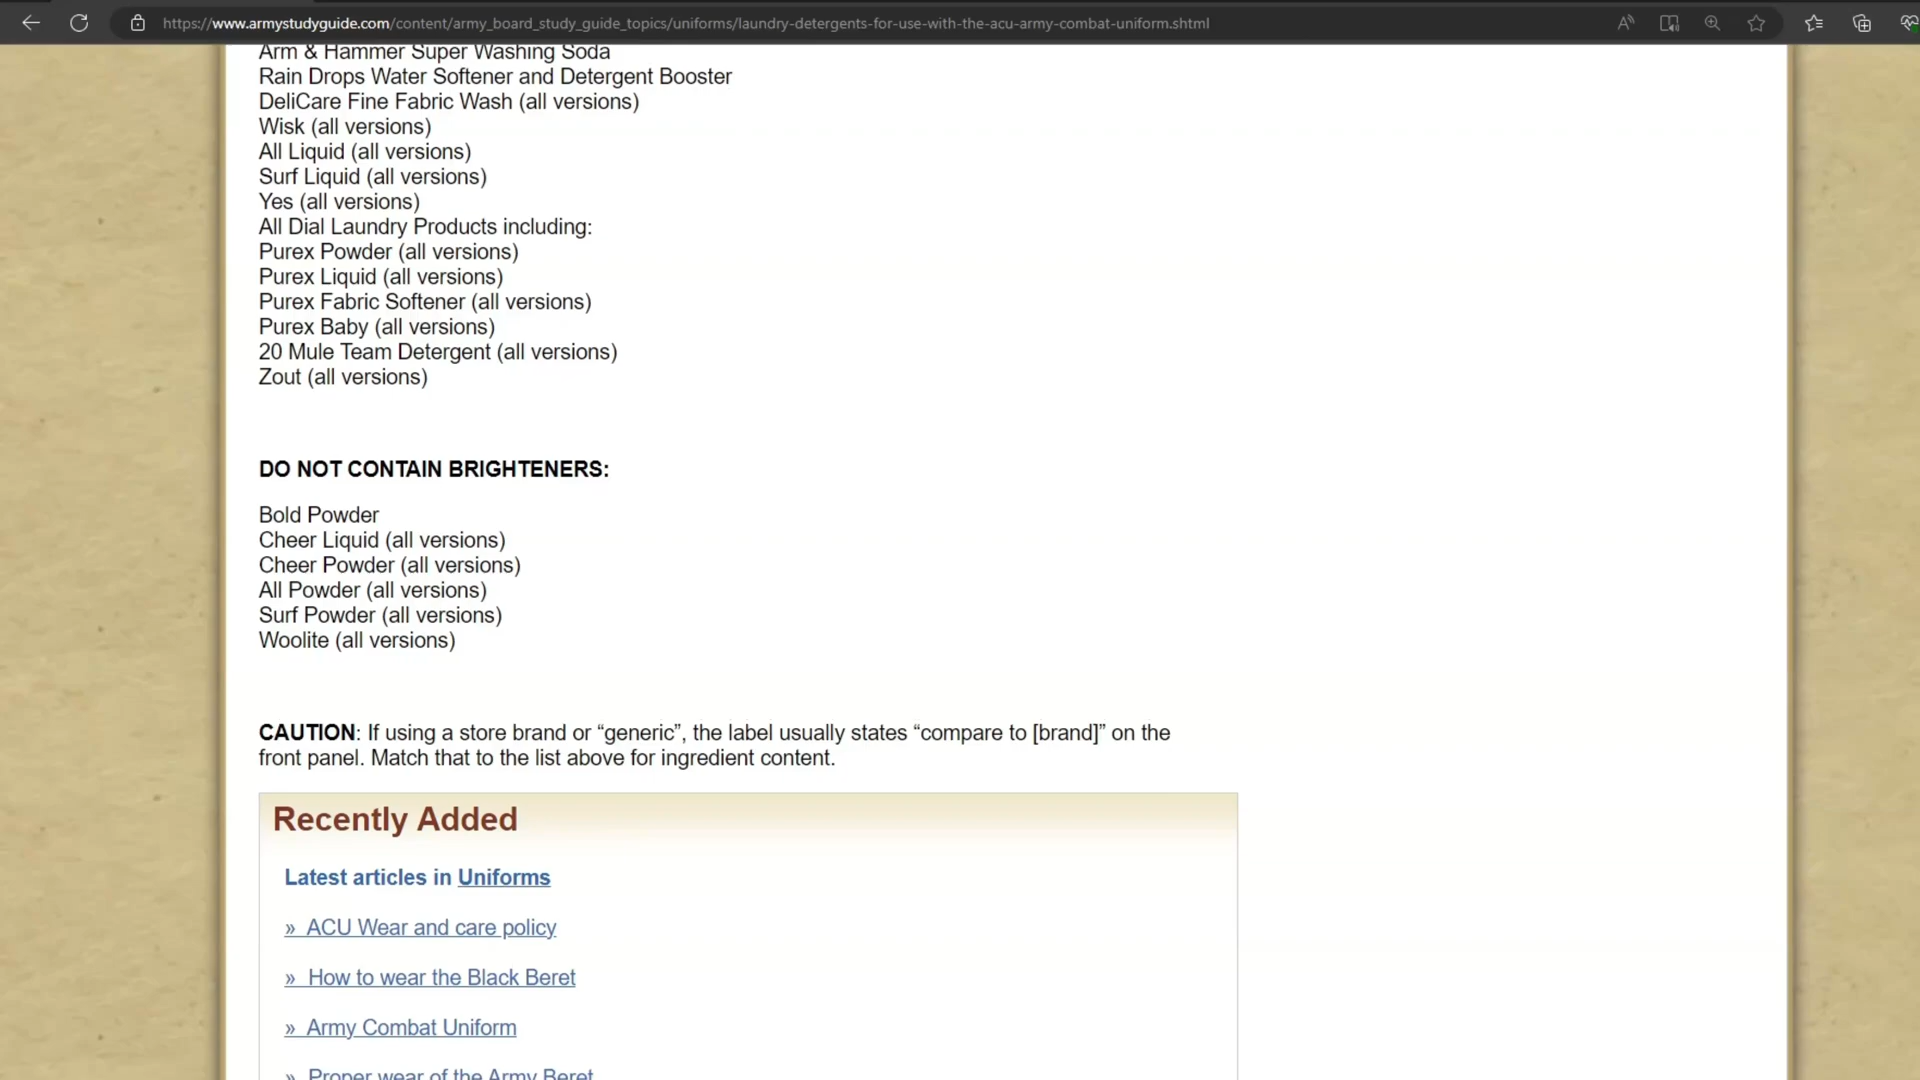 https://www.armystudyguide.com/content/army_board_study_guide_topics/uniforms/laundry-detergents-for-use-with-the-acu-army-combat-uniform.shtml
Arm & Hammer Super Washing Soda
Rain Drops Water Softener and Detergent Booster
DeliCare Fine Fabric Wash (all versions)
Wisk (all versions)
All Liquid (all versions)
Surf Liquid (all versions)
Yes (all versions)
All Dial Laundry Products including:
Purex Powder (all versions)
Purex Liquid (all versions)
Purex Fabric Softener (all versions)
Purex Baby (all versions)
20 Mule Team Detergent (all versions)
Zout (all versions)
DO NOT CONTAIN BRIGHTENERS:
Bold Powder
Cheer Liquid (all versions)
Cheer Powder (all versions)
All Powder (all versions)
Surf Powder (all versions)
Woolite (all versions)
CAUTION: If using a store brand or “generic”, the label usually states “compare to [brand]” on the
front panel. Match that to the list above for ingredient content.
Recently Added
Latest articles in Uniforms
» ACU Wear and care policy
» How to wear the Black Beret
» Army Combat Uniform
» Proper wear of the Army Beret